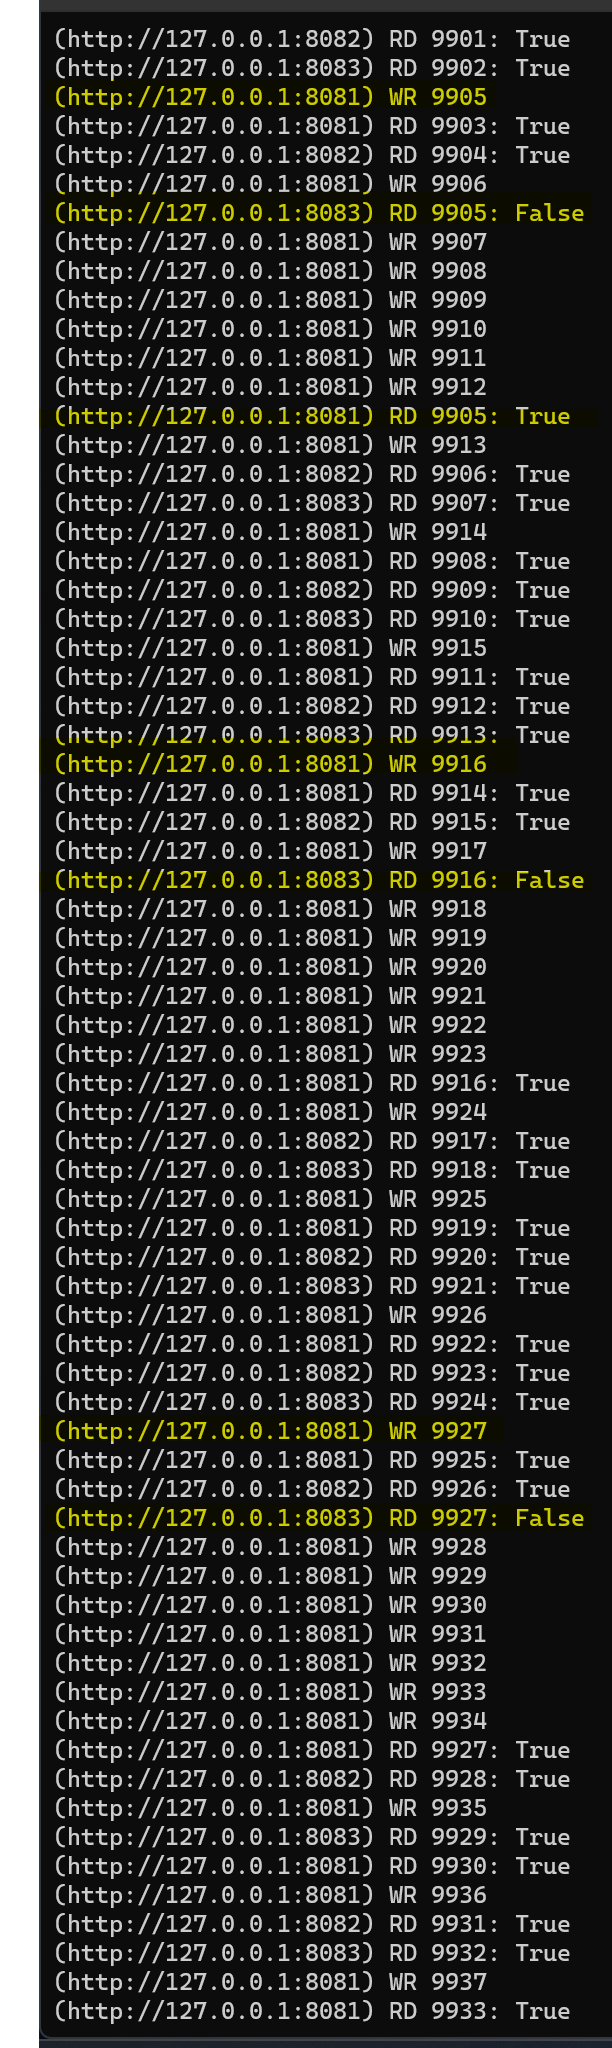 (http://127.0.0.1:8082) RD 9901: True
(http://127.0.0.1:8083) RD 9902: True
(http://127.0.0.1:8081) WR 9905
(http://127.0.0.1:8081) RD 9903: True
(http://127.0.0.1:8082) RD 9904: True
(http://127.0.0.1:8081) WR 9906
(http://127.0.0.1:8083) RD 9905: False
(http://127.0.0.1:8081) WR 9907
(http://127.0.0.1:8081) WR 9908
(http://127.0.0.1:8081) WR 9909
(http://127.0.0.1:8081) WR 9910
(http://127.0.0.1:8081) WR 9911
(http://127.0.0.1:8081) WR 9912
(http://127.0.0.1:8081) RD 9905: True
(http://127.0.0.1:8081) WR 9913
(http://127.0.0.1:8082) RD 9906: True
(http://127.0.0.1:8083) RD 9907: True
(http://127.0.0.1:8081) WR 9914
(http://127.0.0.1:8081) RD 9908: True
(http://127.0.0.1:8082) RD 9909: True
(http://127.0.0.1:8083) RD 9910: True
(http://127.0.0.1:8081) WR 9915
(http://127.0.0.1:8081) RD 9911: True
(http://127.0.0.1:8082) RD 9912: True
(http://127.0.0.1:8083) RD 9913: True
(http://127.0.0.1:8081) WR 9916
(http://127.0.0.1:8081) RD 9914: True
(http://127.0.0.1:8082) RD 9915: True
(http://127.0.0.1:8081) WR 9917
(http://127.0.0.1:8083) RD 9916: False
(http://127.0.0.1:8081) WR 9918
(http://127.0.0.1:8081) WR 9919
(http://127.0.0.1:8081) WR 9920
(http://127.0.0.1:8081) WR 9921
(http://127.0.0.1:8081) WR 9922
(http://127.0.0.1:8081) WR 9923
(http://127.0.0.1:8081) RD 9916: True
(http://127.0.0.1:8081) WR 9924
(http://127.0.0.1:8082) RD 9917: True
(http://127.0.0.1:8083) RD 9918: True
(http://127.0.0.1:8081) WR 9925
(http://127.0.0.1:8081) RD 9919: True
(http://127.0.0.1:8082) RD 9920: True
(http://127.0.0.1:8083) RD 9921: True
(http://127.0.0.1:8081) WR 9926
(http://127.0.0.1:8081) RD 9922: True
(http://127.0.0.1:8082) RD 9923: True
(http://127.0.0.1:8083) RD 9924: True
(http://127.0.0.1:8081) WR 9927
(http://127.0.0.1:8081) RD 9925: True
(http://127.0.0.1:8082) RD 9926: True
(http://127.0.0.1:8083) RD 9927: False
(http://127.0.0.1:8081) WR 9928
(http://127.0.0.1:8081) WR 9929
(http://127.0.0.1:8081) WR 9930
(http://127.0.0.1:8081) WR 9931
(http://127.0.0.1:8081) WR 9932
(http://127.0.0.1:8081) WR 9933
(http://127.0.0.1:8081) WR 9934
(http://127.0.0.1:8081) RD 9927: True
(http://127.0.0.1:8082) RD 9928: True
(http://127.0.0.1:8081) WR 9935
(http://127.0.0.1:8083) RD 9929: True
(http://127.0.0.1:8081) RD 9930: True
(http://127.0.0.1:8081) WR 9936
(http://127.0.0.1:8082) RD 9931: True
(http://127.0.0.1:8083) RD 9932: True
(http://127.0.0.1:8081) WR 9937
(http://127.0.0.1:8081) RD 9933: True